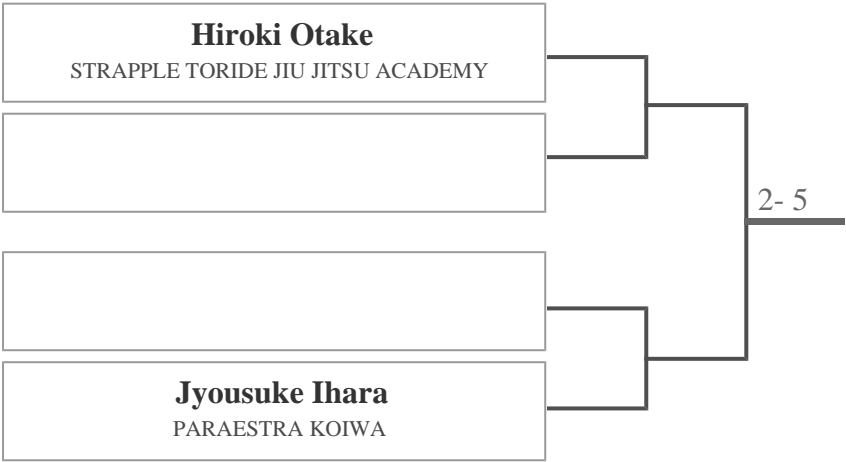 Hiroki Otake
STRAPPLE TORIDE JIU JITSU ACADEMY
2- 5
Jyousuke Ihara
PARAESTRA KOIWA